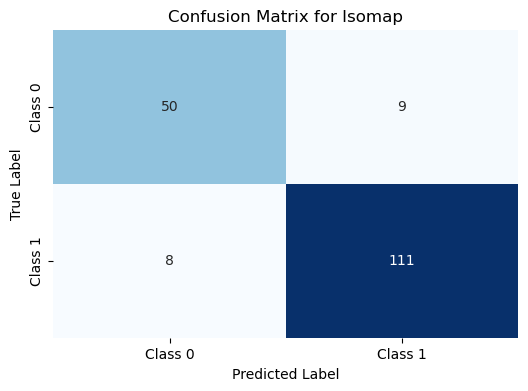 Confusion Matrix for Isomap
True Label
Class 0
50
9
Class 1
8
111
Class 0
Class 1
Predicted Label